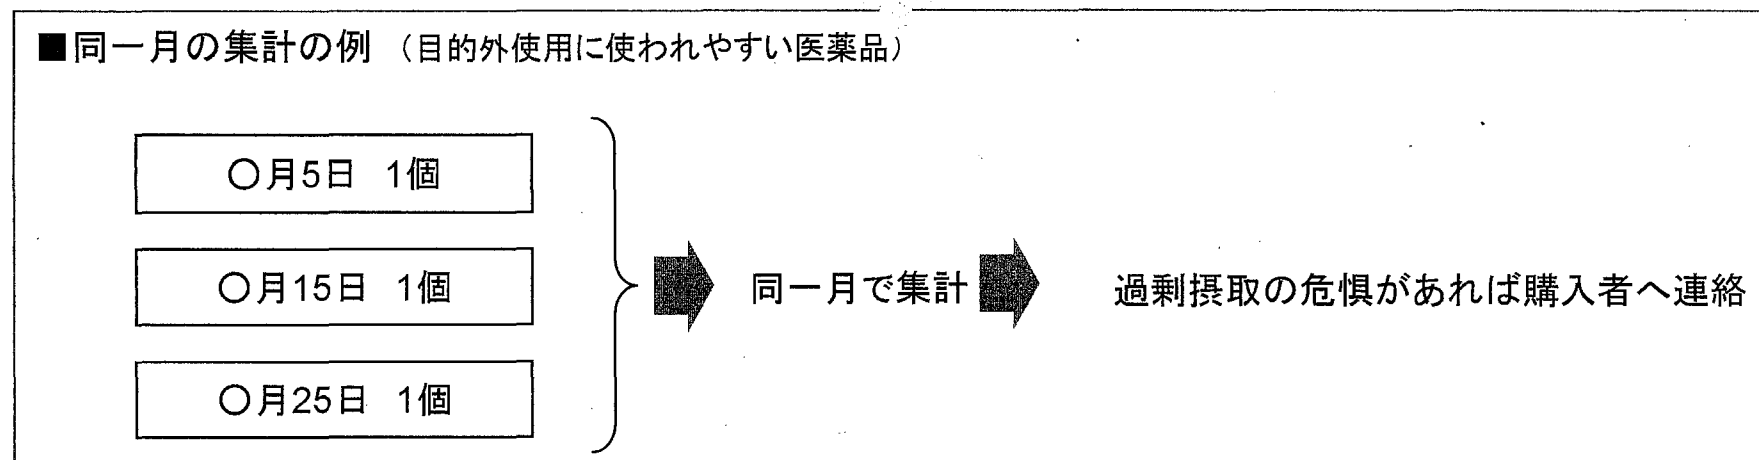 ■同一月の集計の例 （目的外使用に使われやすい医薬品）
〇月5日 1個
〇月15日 1個
〇月25日 1個
同一月で集計
過剰摂取の危惧があれば購入者へ連絡